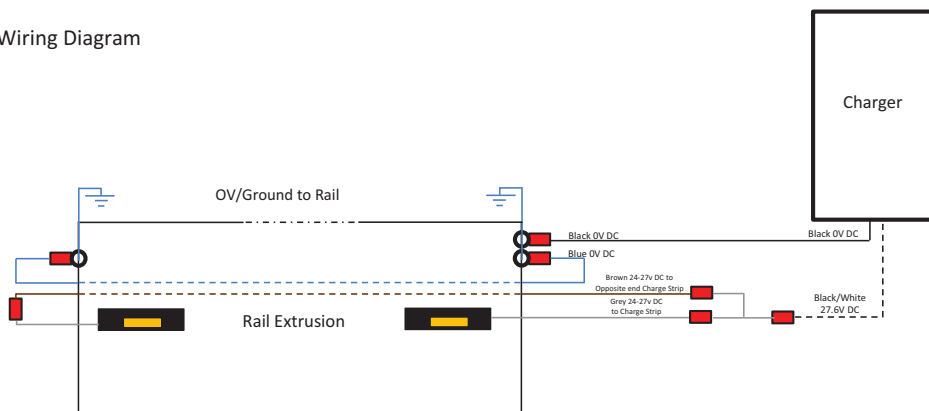 Wiring Diagram
Charger
OV/Ground to Rail
Black 0V DC
Black 0V DC
Blue 0V DC
Brown 24-27v DC to
Opposite end Charge Strip
Grey 24-27v DC
to Charge Strip
Black/White
27.6V DC
Rail Extrusion